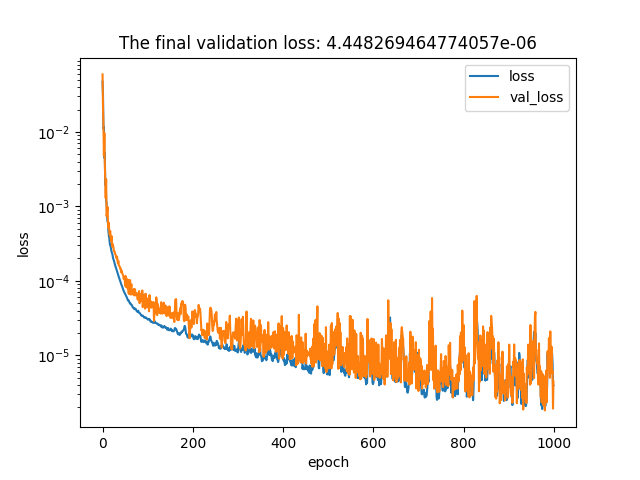 The final validation loss: 4.448269464774057e-06
loss
val_loss
10⁻²
10⁻³
10⁻⁴
10⁻⁵
loss
0
200
400
600
800
1000
epoch